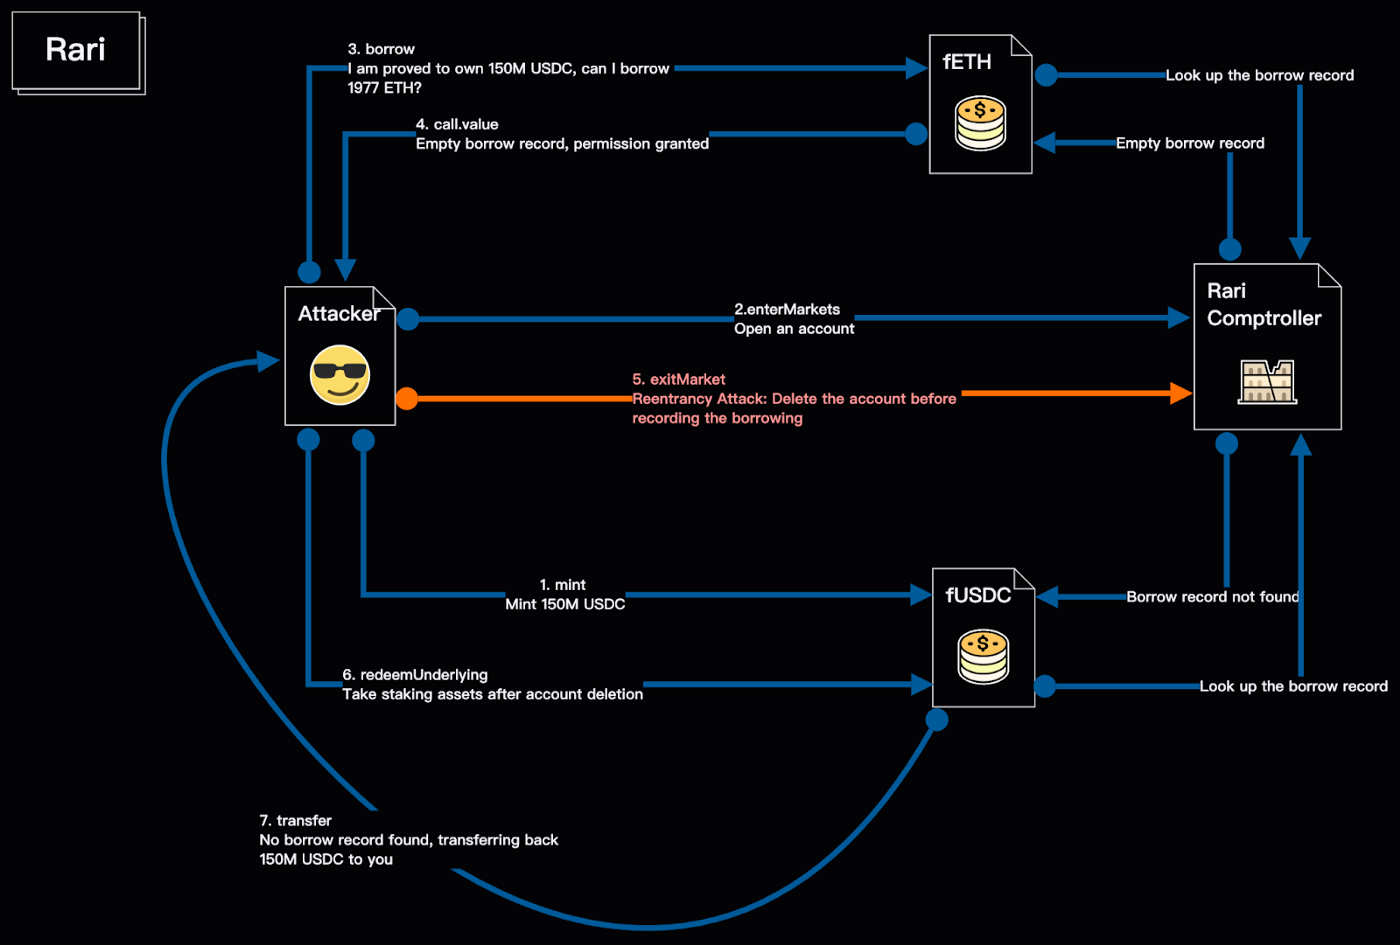 Rari
3. borrow
I am proved to own 150M USDC, can I borrow
1977 ETH?
fETH
Look up the borrow record
4. call.value
Empty borrow record, permission granted
Empty borrow record
Attacker
2.enterMarkets
Open an account
Rari
Comptroller
5. exitMarket
Reentrancy Attack: Delete the account before
recording the borrowing
1. mint
Mint 150M USDC
fUSDC
Borrow record not found
6. redeemUnderlying
Take staking assets after account deletion
Look up the borrow record
7. transfer
No borrow record found, transferring back
150M USDC to you